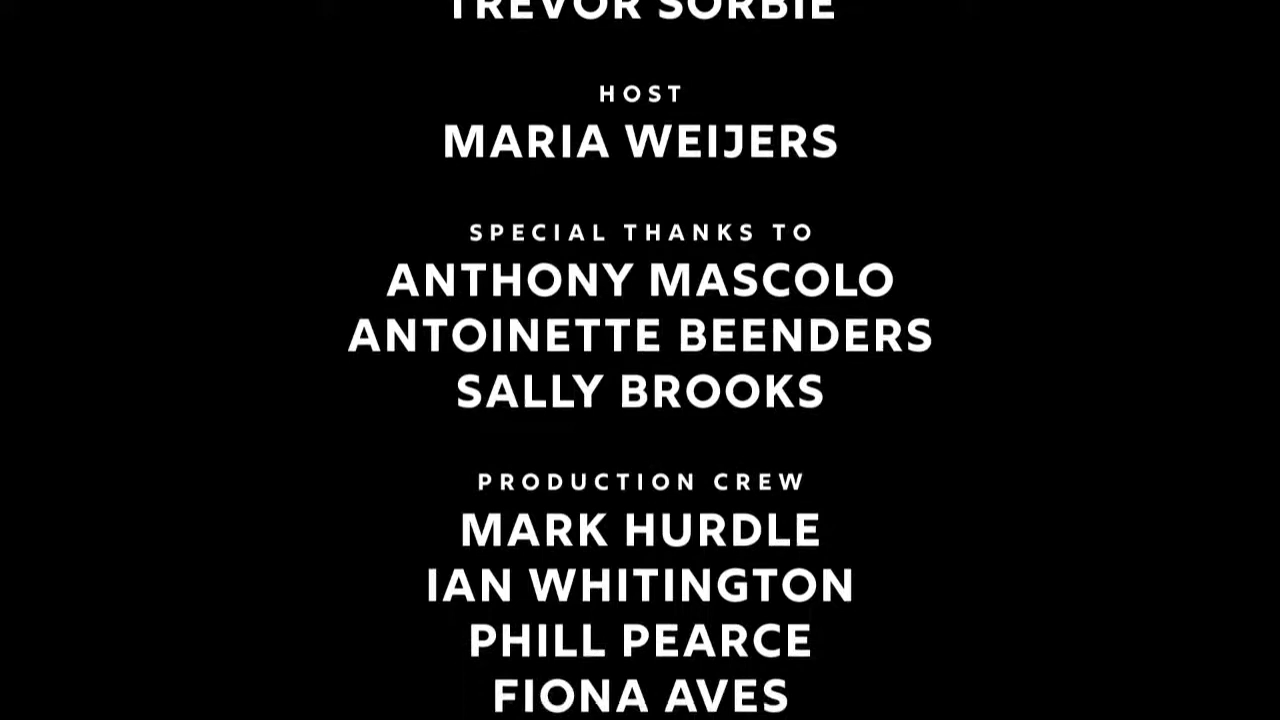 TREVOR SORBIE
HOST
MARIA WEIJERS
SPECIAL THANKS TO
ANTHONY MASCOLO
ANTOINETTE BEENDERS
SALLY BROOKS
PRODUCTION CREW
MARK HURDLE
IAN WHITINGTON
PHILL PEARCE
FIONA AVES